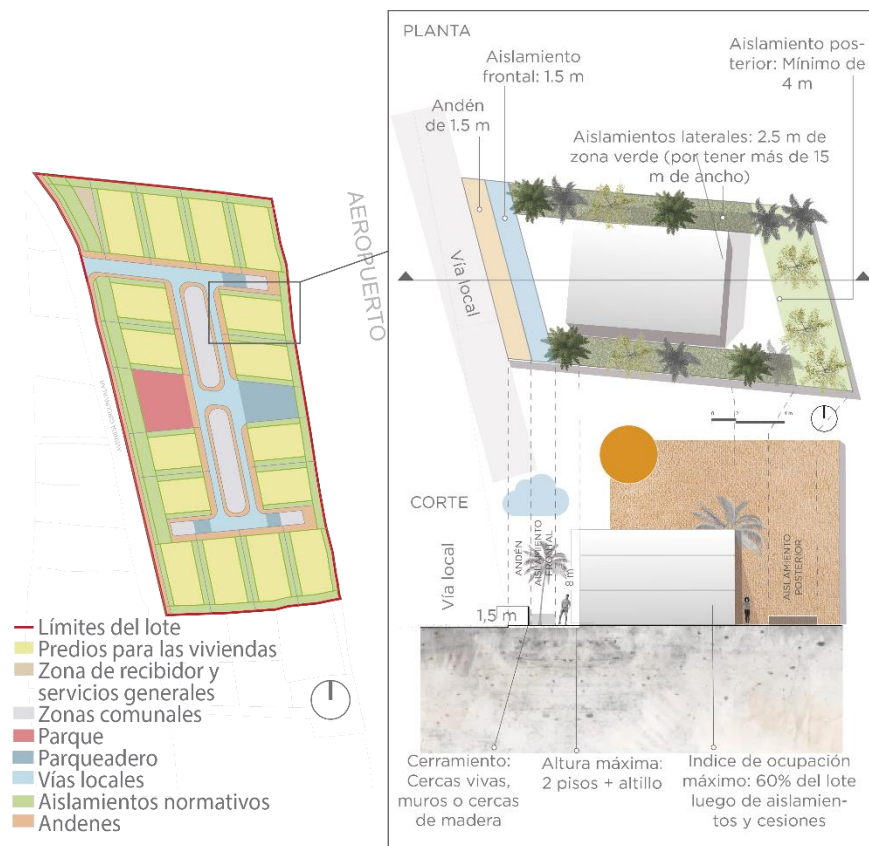 PLANTA
Aislamiento
frontal: 1.5 m
Aislamiento pos-
terior: Mínimo de
4 m
Andén
de 1.5 m
Aislamientos laterales: 2.5 m de
zona verde (por tener más de 15
m de ancho)
Vía local
AEROPUERTO
CORTE
Vía local
ANDÉN
AISLAMIENTO
FRONTAL
8 m
AISLAMIENTO
POSTERIOR
1,5 m
Cerramiento:
Cercas vivas,
muros o cercas
de madera
Altura máxima:
2 pisos + altillo
Indice de ocupación
máximo: 60% del lote
luego de aislamien-
tos y cesiones
Límites del lote
Predios para las viviendas
Zona de recibidor y
servicios generales
Zonas comunales
Parque
Parqueadero
Vías locales
Aislamientos normativos
Andenes